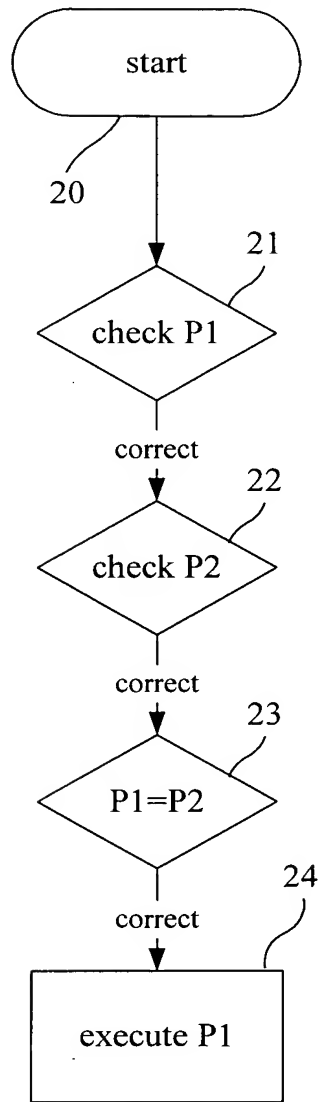 start
20
21
check P1
correct
22
check P2
correct
23
P1=P2
correct
24
execute P1